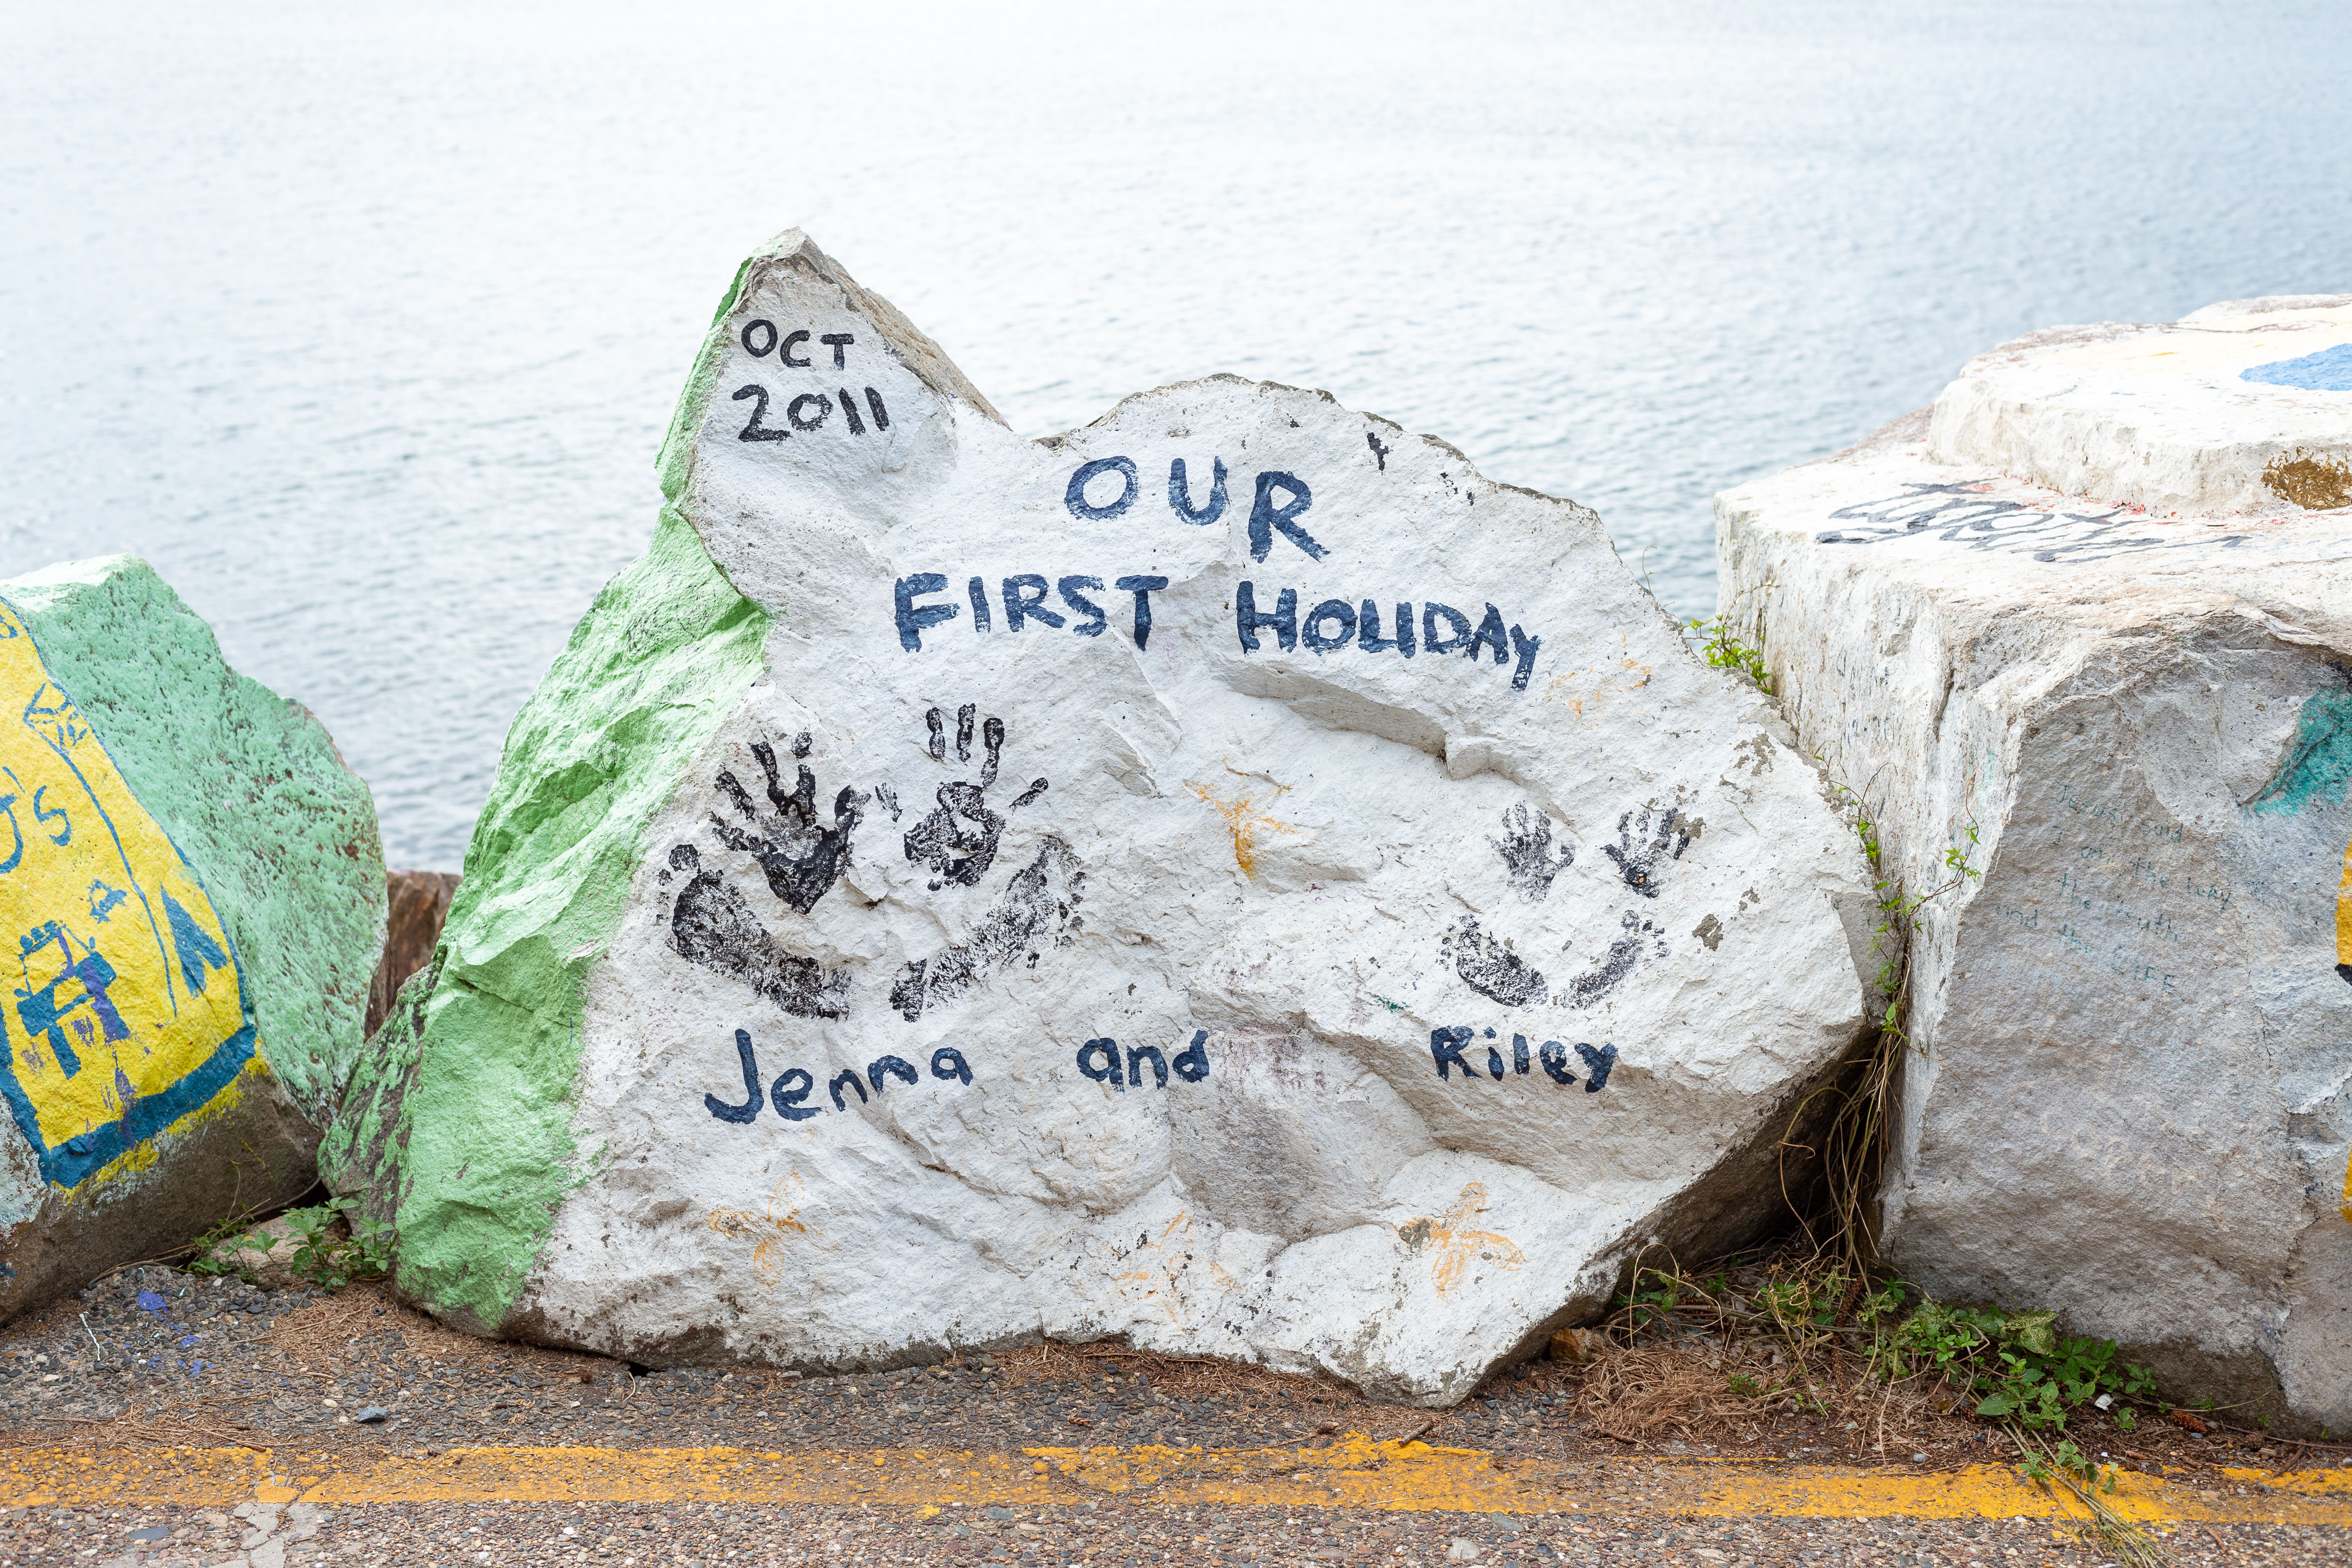 OCT
2011
OUR
FIRST HOLIDAY
Jenna and Riley
Jesus said
I am the way
the truth
and the LIFE